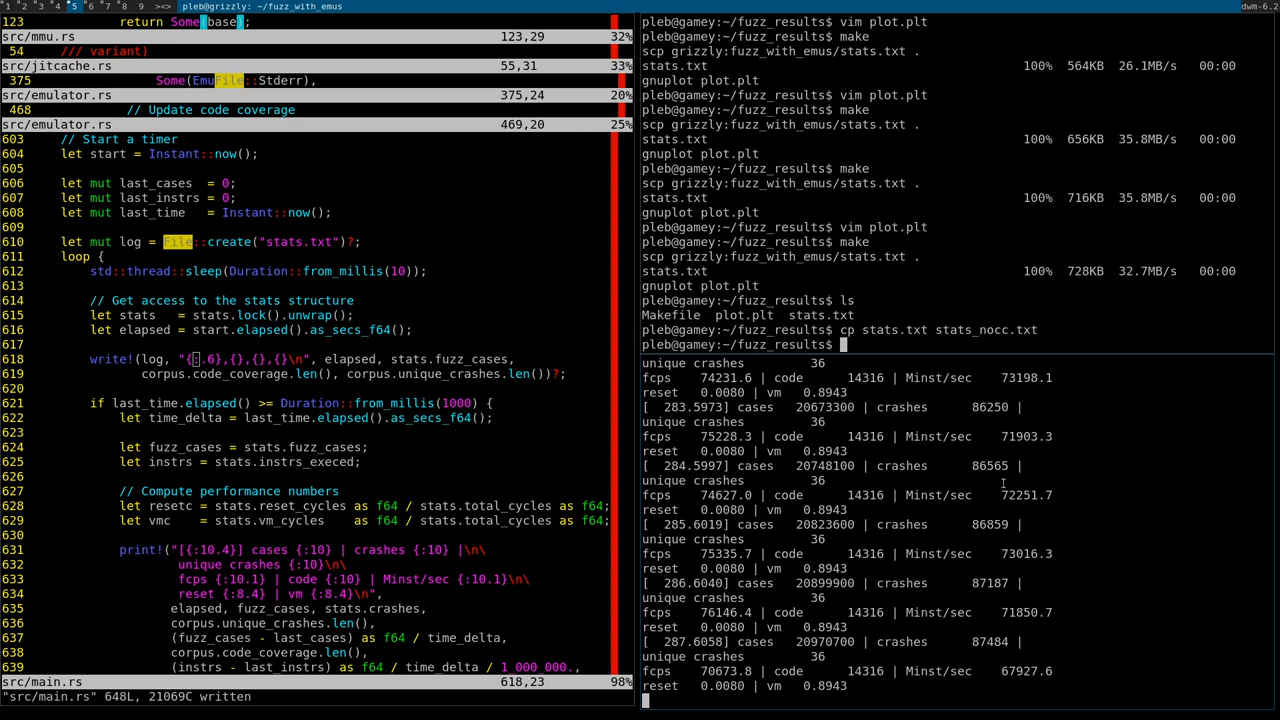 1 2 3 4 5 6 7 8 9 ><> pleb@grizzly: ~/fuzz_with_emus dwm-6.2
123 return Some(base);
src/mmu.rs 123,29 32%
54 /// variant)
src/jitcache.rs 55,31 33%
375 Some(EmuFile::Stderr),
src/emulator.rs 375,24 20%
468 // Update code coverage
src/emulator.rs 469,20 25%
603 // Start a timer
604 let start = Instant::now();
605
606 let mut last_cases = 0;
607 let mut last_instrs = 0;
608 let mut last_time = Instant::now();
609
610 let mut log = File::create("stats.txt")?;
611 loop {
612 std::thread::sleep(Duration::from_millis(10));
613
614 // Get access to the stats structure
615 let stats = stats.lock().unwrap();
616 let elapsed = start.elapsed().as_secs_f64();
617
618 write!(log, "{:.6},{},{},{}\n", elapsed, stats.fuzz_cases,
619 corpus.code_coverage.len(), corpus.unique_crashes.len())?;
620
621 if last_time.elapsed() >= Duration::from_millis(1000) {
622 let time_delta = last_time.elapsed().as_secs_f64();
623
624 let fuzz_cases = stats.fuzz_cases;
625 let instrs = stats.instrs_execed;
626
627 // Compute performance numbers
628 let resetc = stats.reset_cycles as f64 / stats.total_cycles as f64;
629 let vmc = stats.vm_cycles as f64 / stats.total_cycles as f64;
630
631 print!("[{:10.4}] cases {:10} | crashes {:10} |\n\
632 unique crashes {:10}\n\
633 fcps {:10.1} | code {:10} | Minst/sec {:10.1}\n\
634 reset {:8.4} | vm {:8.4}\n",
635 elapsed, fuzz_cases, stats.crashes,
636 corpus.unique_crashes.len(),
637 (fuzz_cases - last_cases) as f64 / time_delta,
638 corpus.code_coverage.len(),
639 (instrs - last_instrs) as f64 / time_delta / 1_000_000.,
src/main.rs 618,23 98%
"src/main.rs" 648L, 21069C written
pleb@gamey:~/fuzz_results$ vim plot.plt
pleb@gamey:~/fuzz_results$ make
scp grizzly:fuzz_with_emus/stats.txt .
stats.txt 100% 564KB 26.1MB/s 00:00
gnuplot plot.plt
pleb@gamey:~/fuzz_results$ vim plot.plt
pleb@gamey:~/fuzz_results$ make
scp grizzly:fuzz_with_emus/stats.txt .
stats.txt 100% 656KB 35.8MB/s 00:00
gnuplot plot.plt
pleb@gamey:~/fuzz_results$ make
scp grizzly:fuzz_with_emus/stats.txt .
stats.txt 100% 716KB 35.8MB/s 00:00
gnuplot plot.plt
pleb@gamey:~/fuzz_results$ vim plot.plt
pleb@gamey:~/fuzz_results$ make
scp grizzly:fuzz_with_emus/stats.txt .
stats.txt 100% 728KB 32.7MB/s 00:00
gnuplot plot.plt
pleb@gamey:~/fuzz_results$ ls
Makefile plot.plt stats.txt
pleb@gamey:~/fuzz_results$ cp stats.txt stats_nocc.txt
pleb@gamey:~/fuzz_results$
unique crashes 36
fcps 74231.6 | code 14316 | Minst/sec 73198.1
reset 0.0080 | vm 0.8943
[ 283.5973] cases 20673300 | crashes 86250 |
unique crashes 36
fcps 75228.3 | code 14316 | Minst/sec 71903.3
reset 0.0080 | vm 0.8943
[ 284.5997] cases 20748100 | crashes 86565 |
unique crashes 36
fcps 74627.0 | code 14316 | Minst/sec 72251.7
reset 0.0080 | vm 0.8943
[ 285.6019] cases 20823600 | crashes 86859 |
unique crashes 36
fcps 75335.7 | code 14316 | Minst/sec 73016.3
reset 0.0080 | vm 0.8943
[ 286.6040] cases 20899900 | crashes 87187 |
unique crashes 36
fcps 76146.4 | code 14316 | Minst/sec 71850.7
reset 0.0080 | vm 0.8943
[ 287.6058] cases 20970700 | crashes 87484 |
unique crashes 36
fcps 70673.8 | code 14316 | Minst/sec 67927.6
reset 0.0080 | vm 0.8943